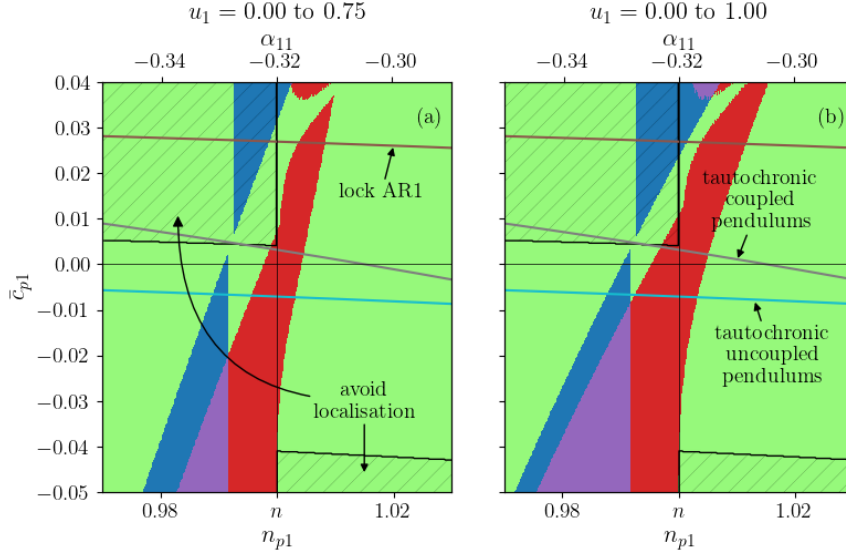 u₁ = 0.00 to 0.75
u₁ = 0.00 to 1.00
α₁₁
α₁₁
−0.34 −0.32 −0.30
−0.34 −0.32 −0.30
0.04
0.03
0.02
0.01
0.00
−0.01
−0.02
−0.03
−0.04
−0.05
c̄ₚ₁
(a)
lock AR1
avoid
localisation
0.98 n 1.02
nₚ₁
(b)
tautochronic
coupled
pendulums
tautochronic
uncoupled
pendulums
0.98 n 1.02
nₚ₁